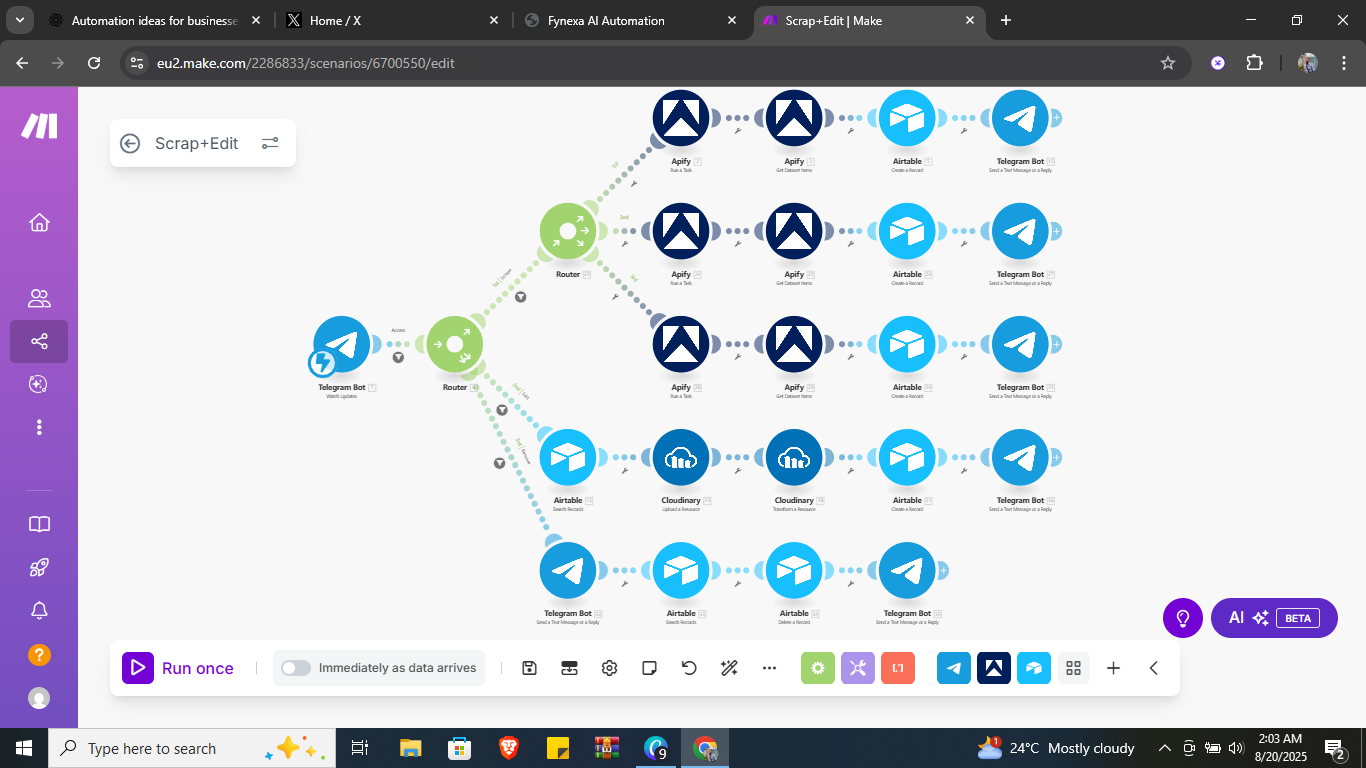 Automation ideas for businesse
Home / X
Fynexa AI Automation
Scrap+Edit | Make
eu2.make.com/2286833/scenarios/6700550/edit
Scrap+Edit
Apify
Run a Task
Apify
Get Dataset Items
Airtable
Create a Record
Telegram Bot
Send a Text Message or a Reply
1st
2nd
3rd
Router
Apify
Run a Task
Apify
Get Dataset Items
Airtable
Create a Record
Telegram Bot
Send a Text Message or a Reply
Access
Telegram Bot
Watch Updates
Router
Apify
Run a Task
Apify
Get Dataset Items
Airtable
Create a Record
Telegram Bot
Send a Text Message or a Reply
Airtable
Search Records
Cloudinary
Upload a Resource
Cloudinary
Transform a Resource
Airtable
Create a Record
Telegram Bot
Send a Text Message or a Reply
Telegram Bot
Send a Text Message or a Reply
Airtable
Search Records
Airtable
Delete a Record
Telegram Bot
Send a Text Message or a Reply
AI BETA
Run once
Immediately as data arrives
Type here to search
9
1
24°C Mostly cloudy
2:03 AM
8/20/2025
2